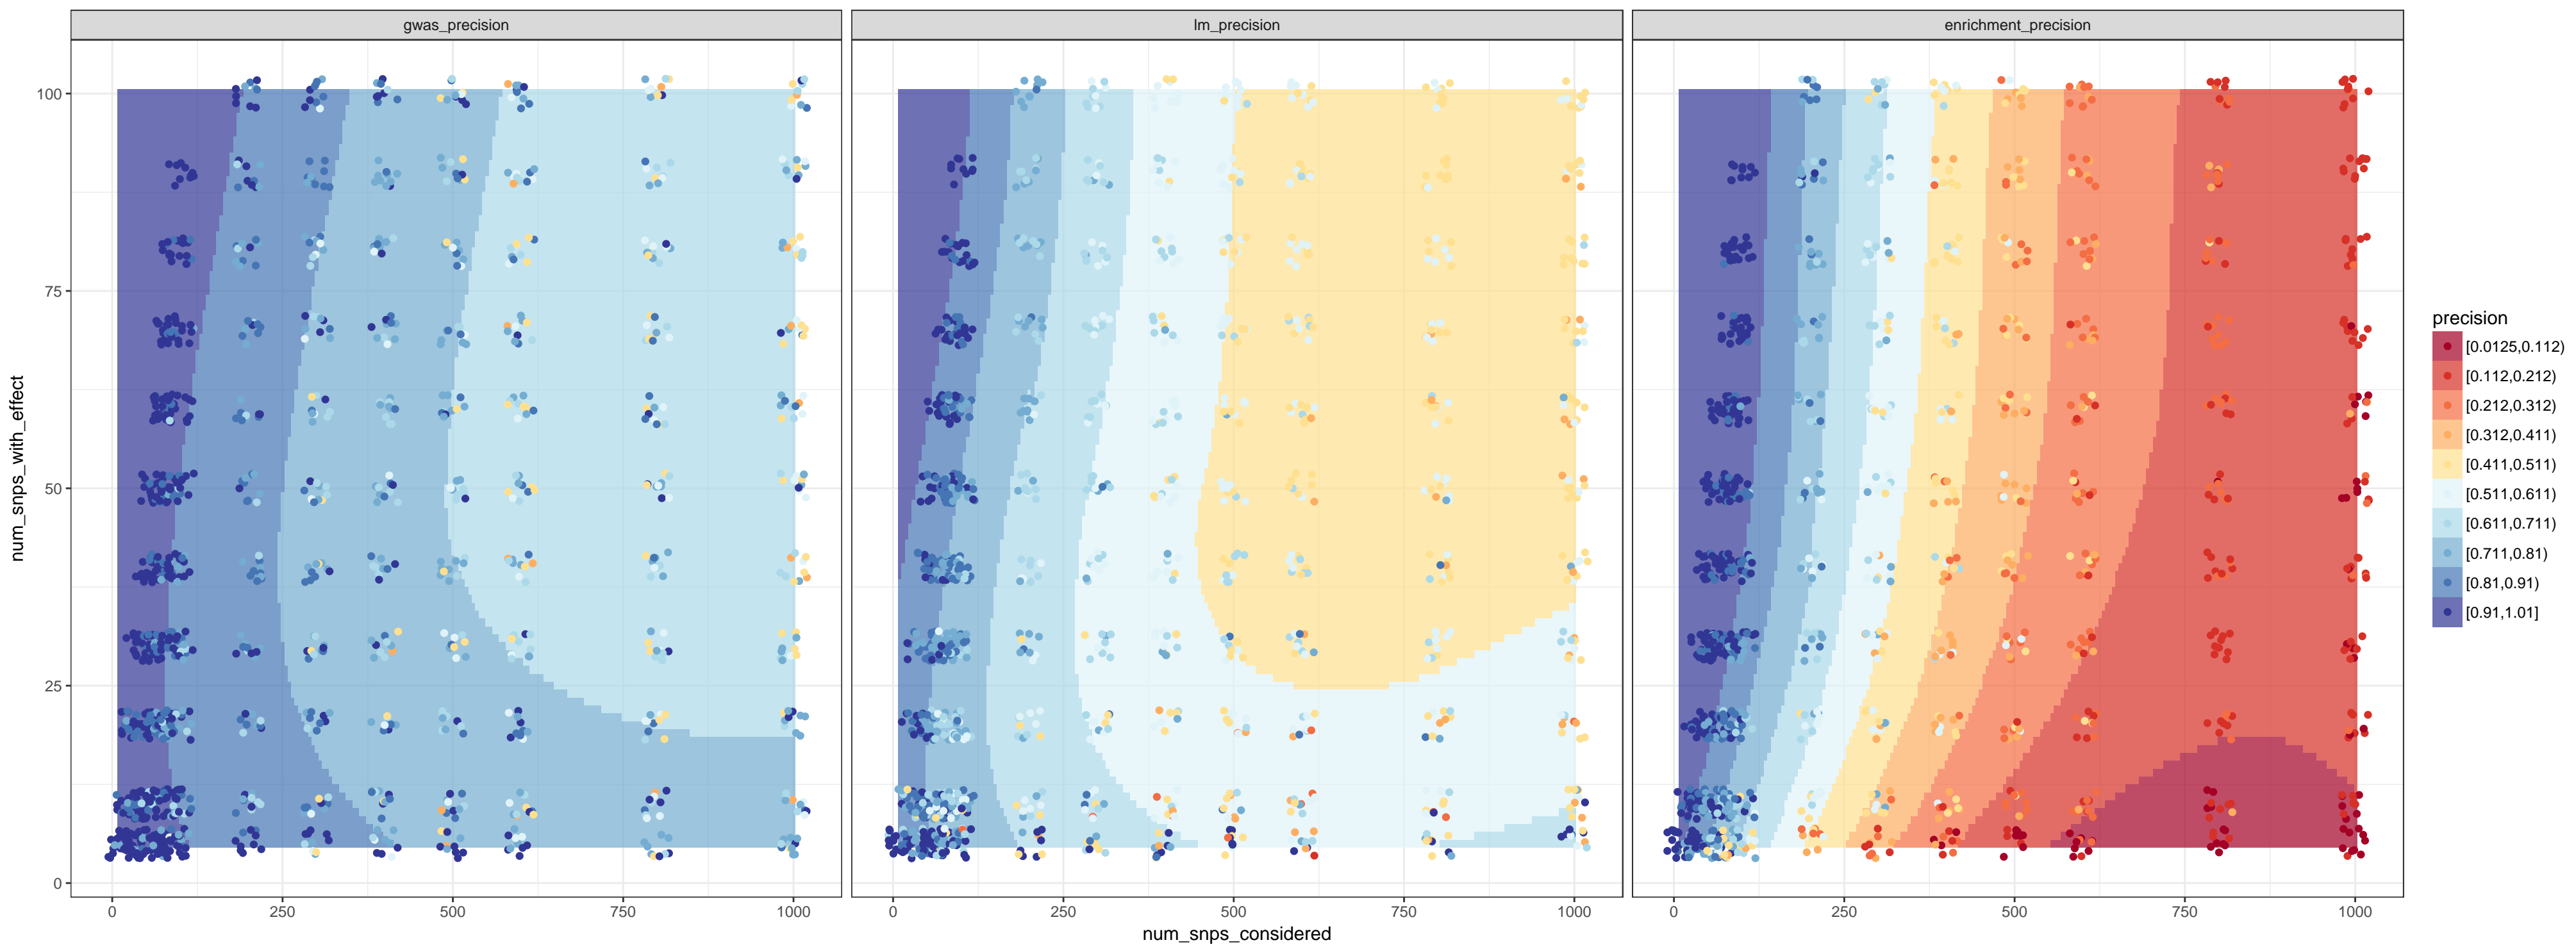 gwas_precision
lm_precision
enrichment_precision
num_snps_with_effect
100
75
50
25
0
0 250 500 750 1000
0 250 500 750 1000
0 250 500 750 1000
num_snps_considered
precision
[0.0125,0.112)
[0.112,0.212)
[0.212,0.312)
[0.312,0.411)
[0.411,0.511)
[0.511,0.611)
[0.611,0.711)
[0.711,0.81)
[0.81,0.91)
[0.91,1.01]